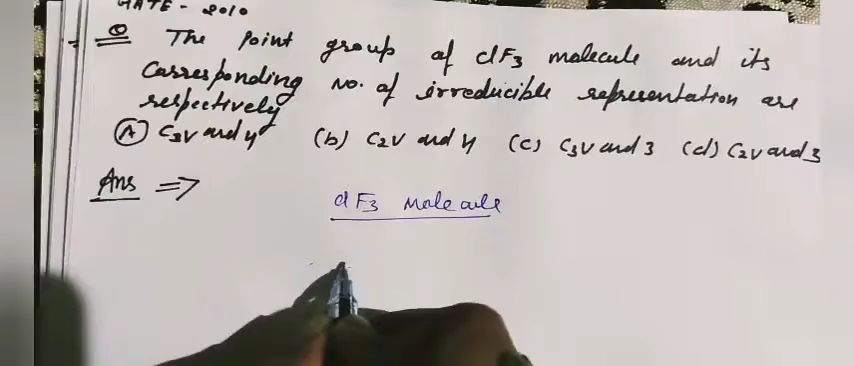 GATE - 2010
Q The point group of ClF3 molecule and its
Corresponding No. of irreducible representation are
respectively
(A) C3v and 4 (b) C2v and 4 (c) C3v and 3 (d) C2v and 3
Ans =>
ClF3 Molecule